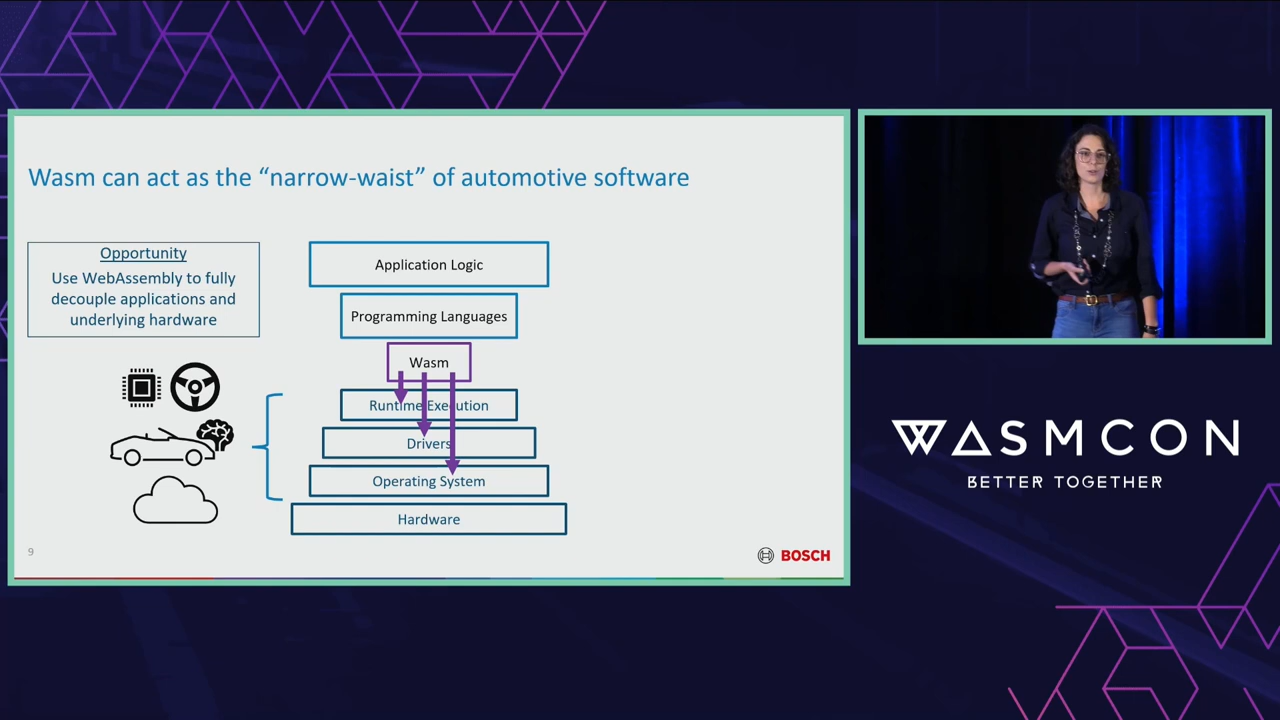 Wasm can act as the “narrow-waist” of automotive software
Opportunity
Use WebAssembly to fully
decouple applications and
underlying hardware
Application Logic
Programming Languages
Wasm
Runtime Execution
Drivers
Operating System
Hardware
9
BOSCH
WASMCON
BETTER TOGETHER